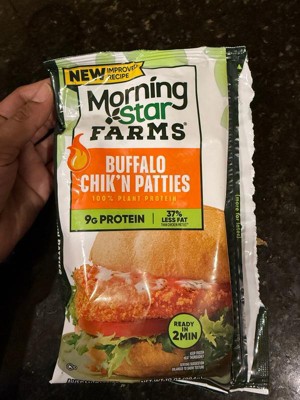 NEW IMPROVED RECIPE
Morning
Star
FARMS®
BUFFALO
CHIK'N PATTIES
100% PLANT PROTEIN
9G PROTEIN
37%
LESS FAT
READY IN
2 MIN